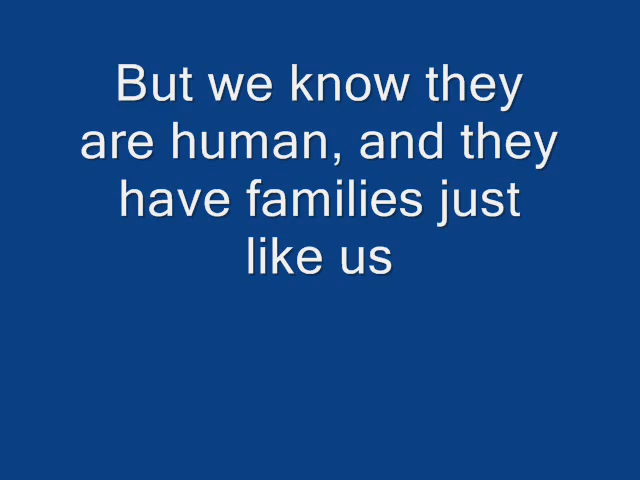 But we know they
are human, and they
have families just
like us